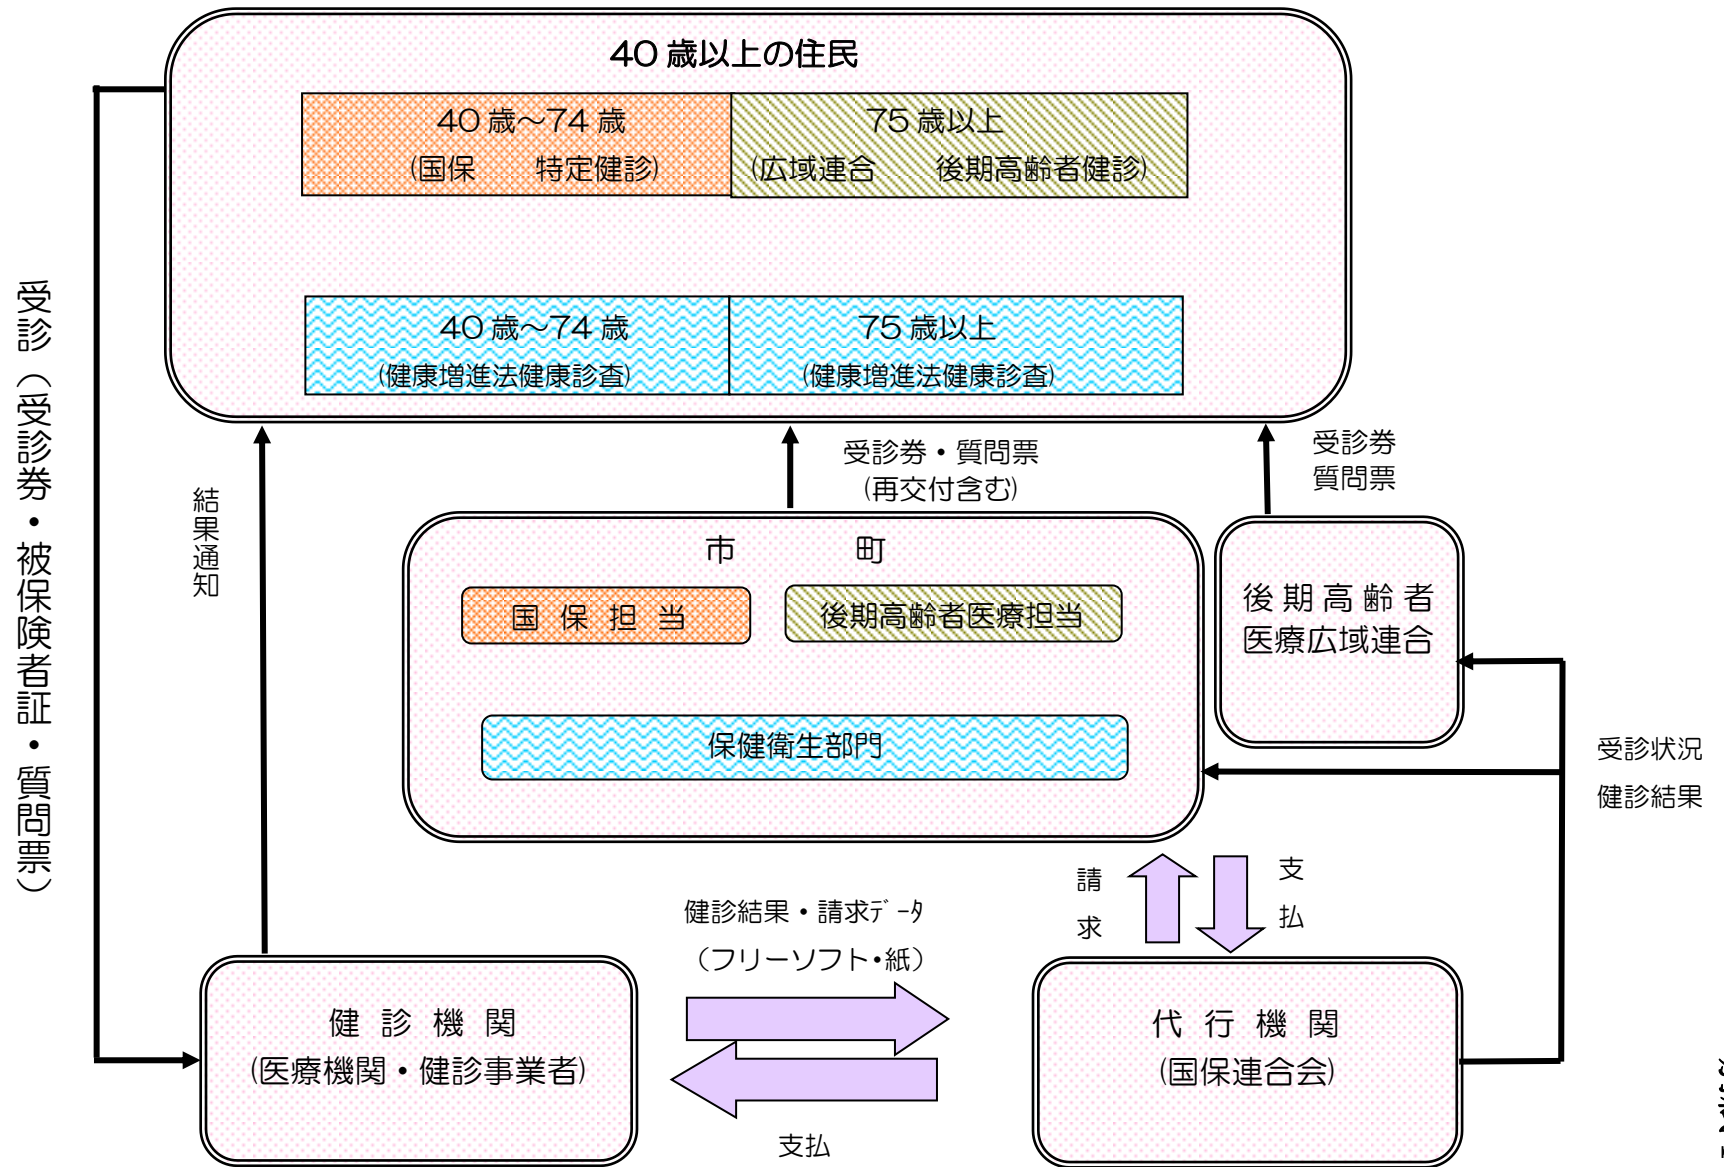 40歳以上の住民
40歳～74歳
(国保　　特定健診)
75歳以上
(広域連合　　後期高齢者健診)
40歳～74歳
(健康増進法健康診査)
75歳以上
(健康増進法健康診査)
受診（受診券・被保険者証・質問票）
結果通知
受診券・質問票
(再交付含む)
受診券
質問票
市　　　町
国保担当
後期高齢者医療担当
保健衛生部門
後期高齢者
医療広域連合
受診状況
健診結果
請求
支払
健診結果・請求ﾃﾞｰﾀ
（フリーソフト・紙）
健診機関
(医療機関・健診事業者)
代行機関
(国保連合会)
支払